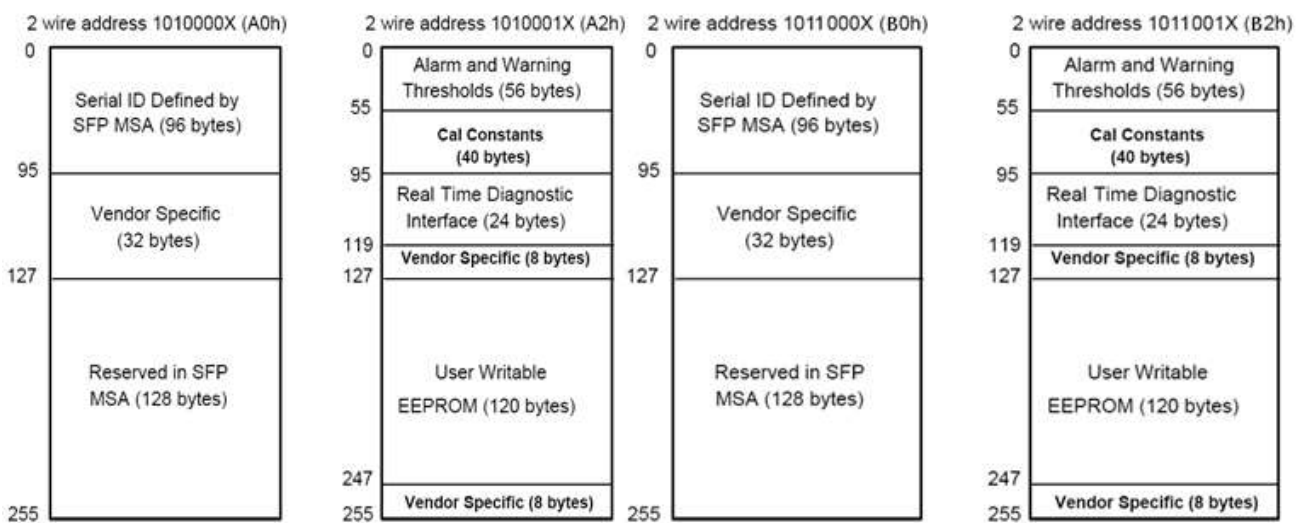 2 wire address 1010000X (A0h)
0
Serial ID Defined by
SFP MSA (96 bytes)
95
Vendor Specific
(32 bytes)
127
Reserved in SFP
MSA (128 bytes)
255
2 wire address 1010001X (A2h)
0
Alarm and Warning
Thresholds (56 bytes)
55
Cal Constants
(40 bytes)
95
Real Time Diagnostic
Interface (24 bytes)
119
Vendor Specific (8 bytes)
127
User Writable
EEPROM (120 bytes)
247
Vendor Specific (8 bytes)
255
2 wire address 1011000X (B0h)
0
Serial ID Defined by
SFP MSA (96 bytes)
95
Vendor Specific
(32 bytes)
127
Reserved in SFP
MSA (128 bytes)
255
2 wire address 1011001X (B2h)
0
Alarm and Warning
Thresholds (56 bytes)
55
Cal Constants
(40 bytes)
95
Real Time Diagnostic
Interface (24 bytes)
119
Vendor Specific (8 bytes)
127
User Writable
EEPROM (120 bytes)
247
Vendor Specific (8 bytes)
255